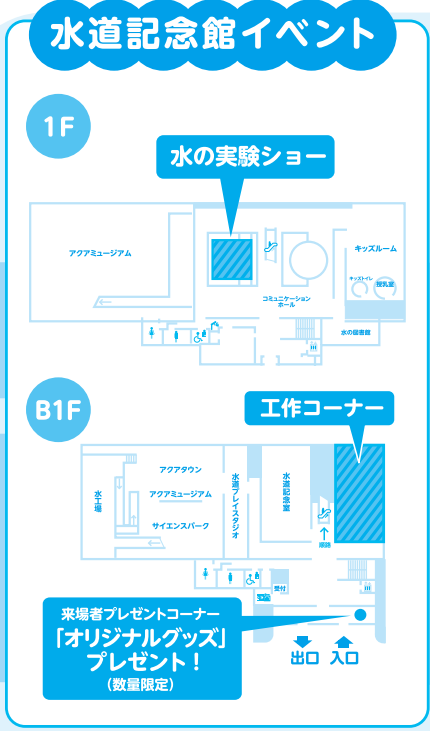 水道記念館イベント
1F
水の実験ショー
アクアミュージアム
キッズルーム
キッズトイレ
授乳室
コミュニケーション
ホール
水の図書館
B1F
工作コーナー
アクアタウン
水工場
アクアミュージアム
サイエンスパーク
水道プレイスタジオ
水道記念室
順路
受付
来場者プレゼントコーナー
「オリジナルグッズ」
プレゼント！
（数量限定）
出口 入口